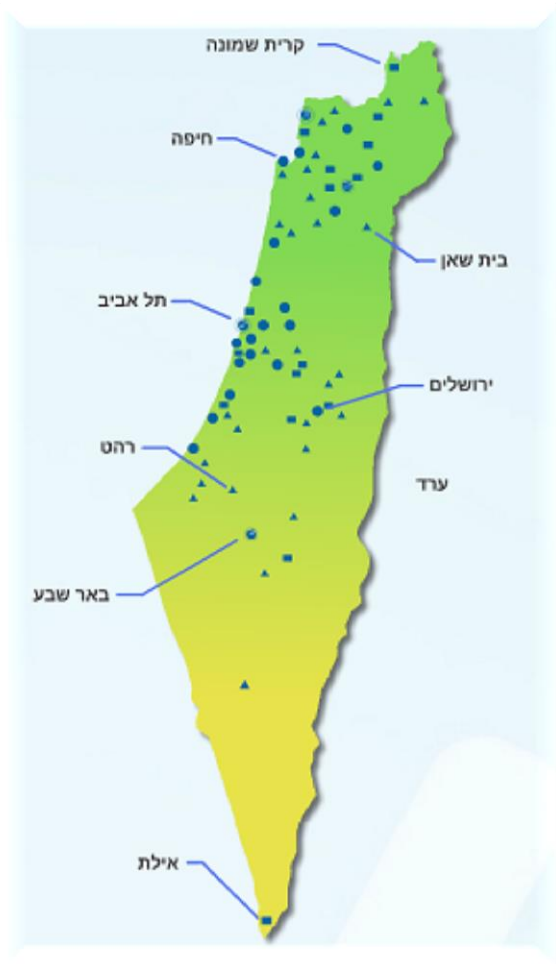 קרית שמונה
חיפה
בית שאן
תל אביב
ירושלים
רהט
ערד
באר שבע
אילת